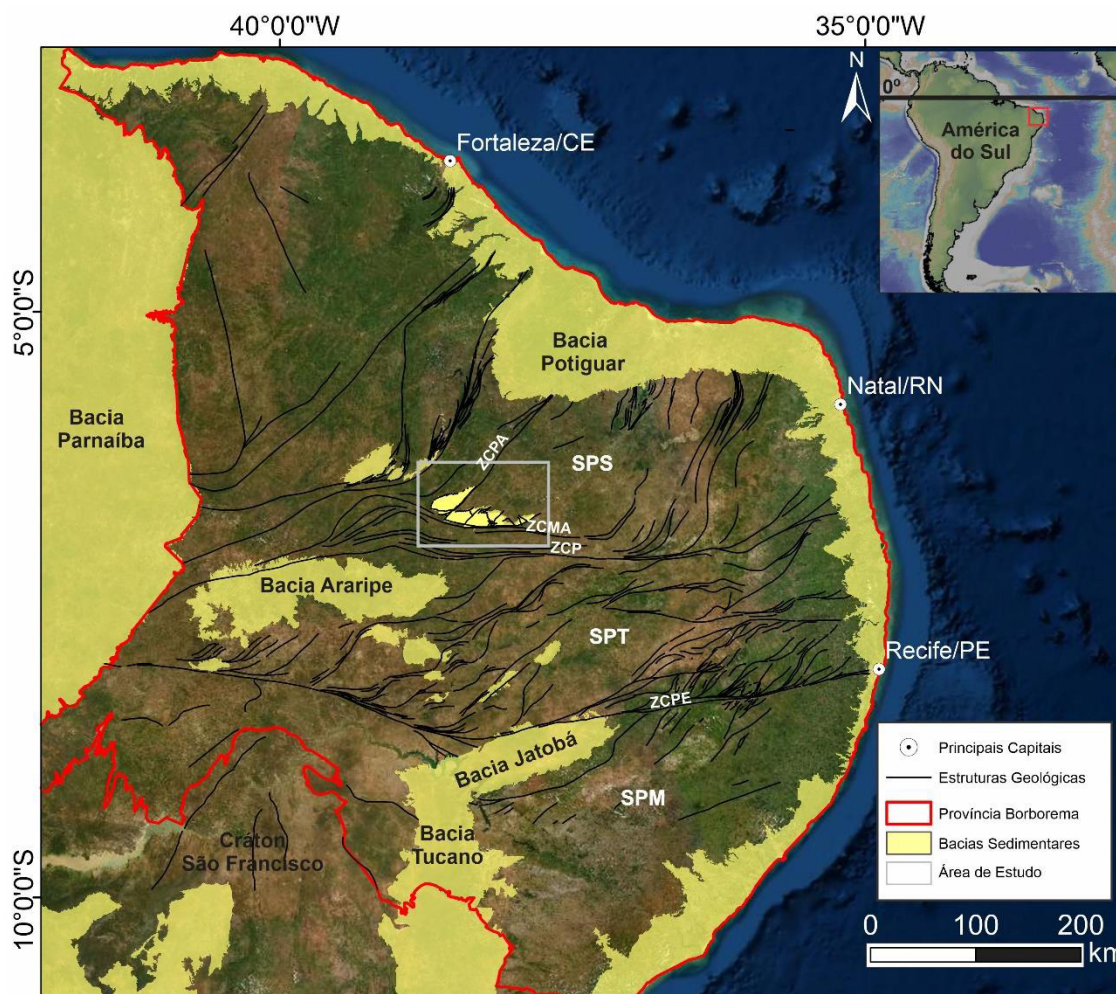 40°0'0"W
35°0'0"W
N
0º
América
do Sul
Fortaleza/CE
5°0'0"S
Bacia
Potiguar
Natal/RN
Bacia
Parnaíba
ZCPA
SPS
ZCMA
ZCP
Bacia Araripe
SPT
Recife/PE
ZCPE
Bacia Jatobá
SPM
Bacia
Tucano
Cráton
São Francisco
10°0'0"S
Principais Capitais
Estruturas Geológicas
Província Borborema
Bacias Sedimentares
Área de Estudo
0 100 200
km